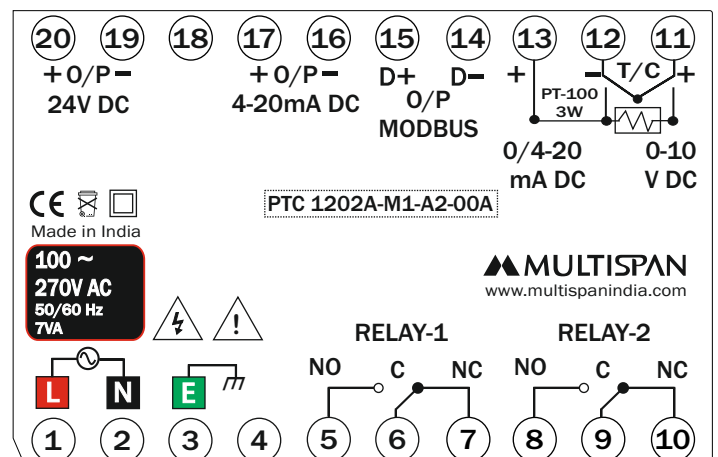 20 19 18 17 16 15 14 13 12 11
+ O/P − + O/P − D+ D− + − T/C +
24V DC 4-20mA DC O/P PT-100
MODBUS 3W
0/4-20 0-10
mA DC V DC
PTC 1202A-M1-A2-00A
CE
Made in India
100 ~
270V AC
50/60 Hz
7VA
MULTISPAN
www.multispanindia.com
RELAY-1 RELAY-2
NO C NC NO C NC
L N E
1 2 3 4 5 6 7 8 9 10